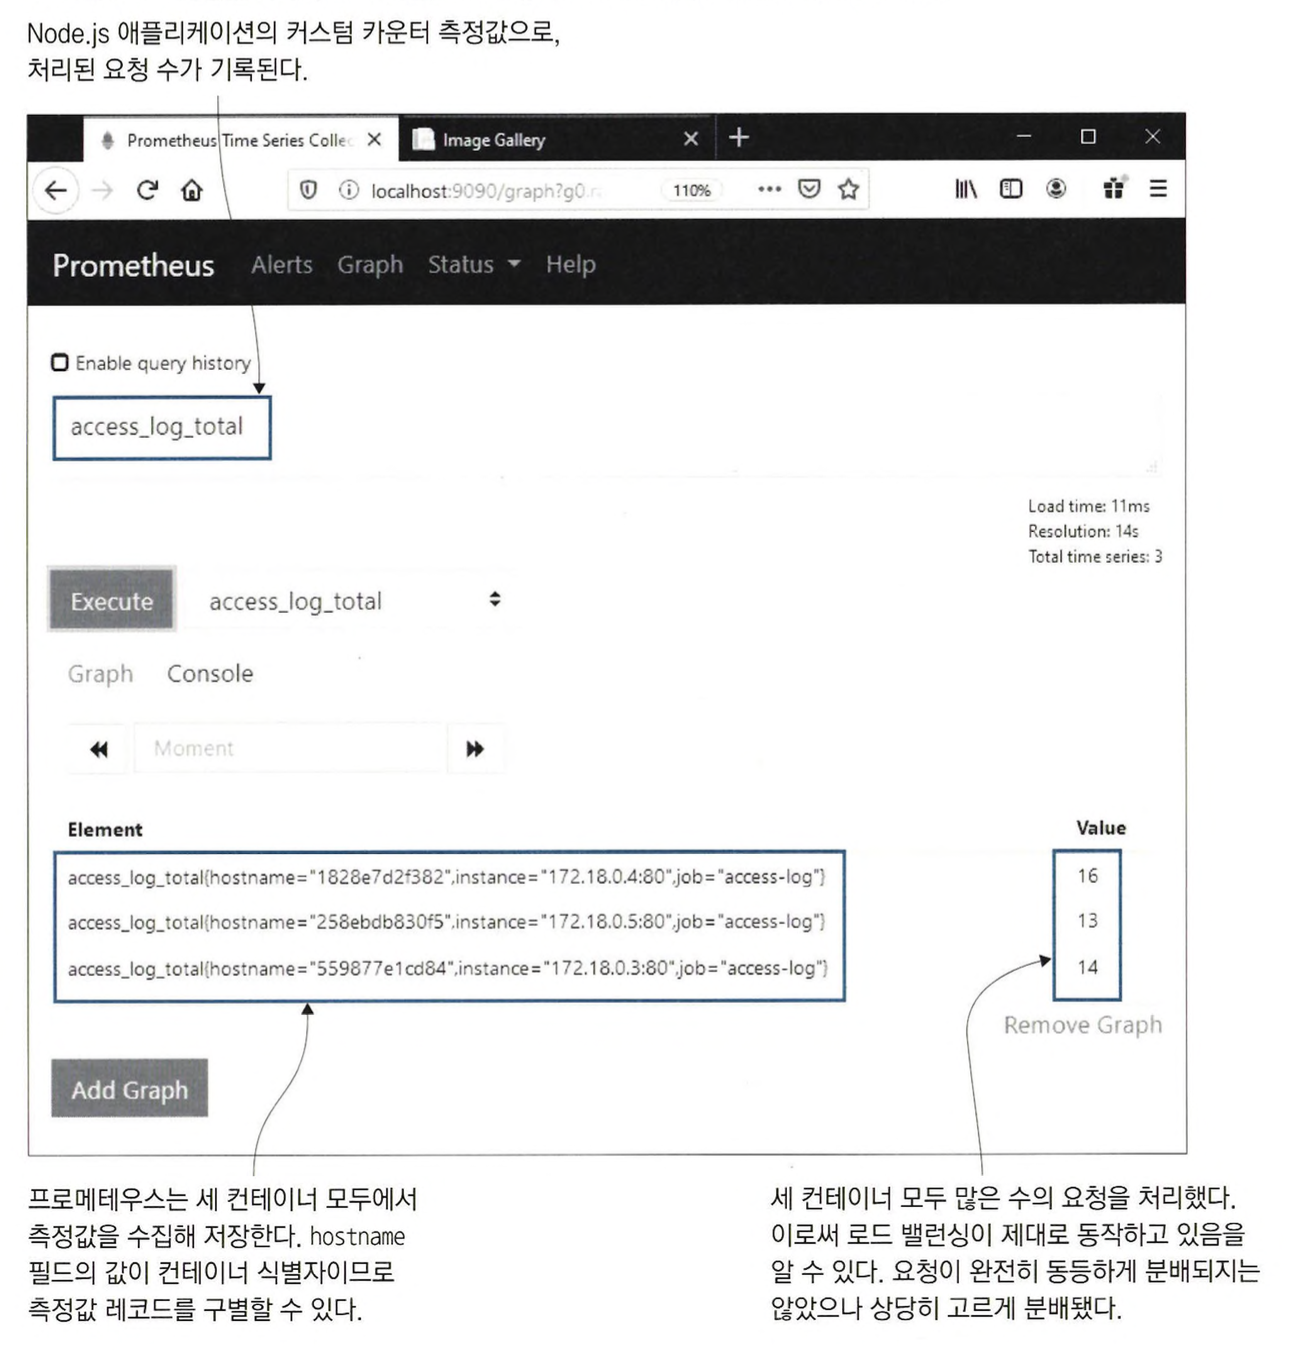 Node.js 애플리케이션의 커스텀 카운터 측정값으로,
처리된 요청 수가 기록된다.
Prometheus Time Series Collec
Image Gallery
localhost:9090/graph?g0.r
110%
Prometheus Alerts Graph Status Help
Enable query history
access_log_total
Load time: 11ms
Resolution: 14s
Total time series: 3
Execute
access_log_total
Graph Console
Moment
Element Value
access_log_total{hostname="1828e7d2f382",instance="172.18.0.4:80",job="access-log"} 16
access_log_total{hostname="258ebdb830f5",instance="172.18.0.5:80",job="access-log"} 13
access_log_total{hostname="559877e1cd84",instance="172.18.0.3:80",job="access-log"} 14
Remove Graph
Add Graph
프로메테우스는 세 컨테이너 모두에서
측정값을 수집해 저장한다. hostname
필드의 값이 컨테이너 식별자이므로
측정값 레코드를 구별할 수 있다.
세 컨테이너 모두 많은 수의 요청을 처리했다.
이로써 로드 밸런싱이 제대로 동작하고 있음을
알 수 있다. 요청이 완전히 동등하게 분배되지는
않았으나 상당히 고르게 분배됐다.